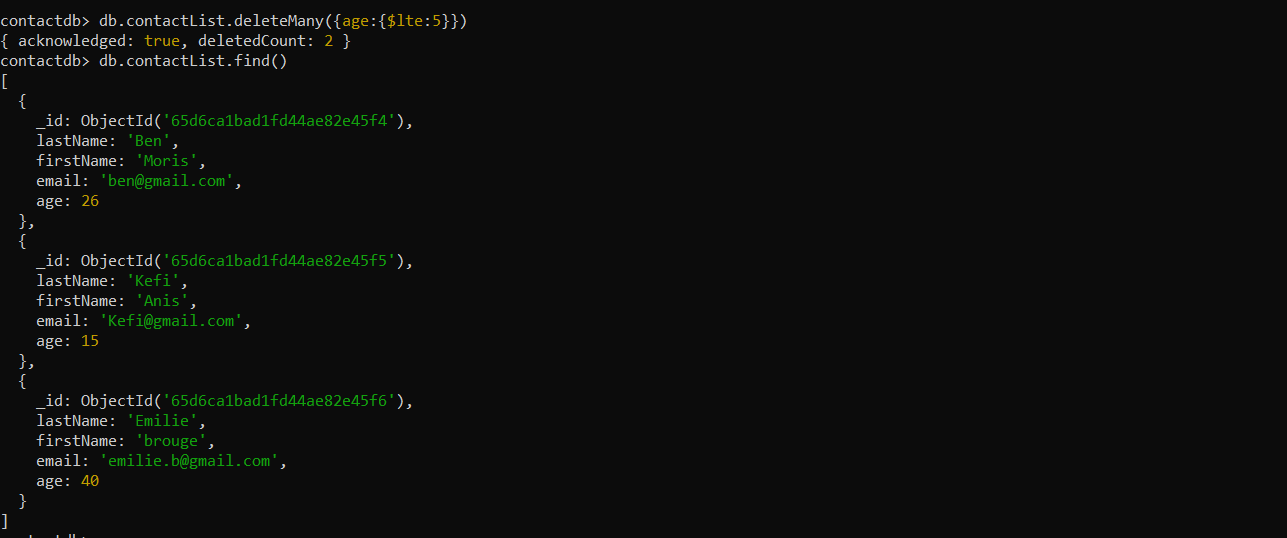 contactdb> db.contactList.deleteMany({age:{$lte:5}})
{ acknowledged: true, deletedCount: 2 }
contactdb> db.contactList.find()
[
  {
    _id: ObjectId('65d6ca1bad1fd44ae82e45f4'),
    lastName: 'Ben',
    firstName: 'Moris',
    email: 'ben@gmail.com',
    age: 26
  },
  {
    _id: ObjectId('65d6ca1bad1fd44ae82e45f5'),
    lastName: 'Kefi',
    firstName: 'Anis',
    email: 'Kefi@gmail.com',
    age: 15
  },
  {
    _id: ObjectId('65d6ca1bad1fd44ae82e45f6'),
    lastName: 'Emilie',
    firstName: 'brouge',
    email: 'emilie.b@gmail.com',
    age: 40
  }
]